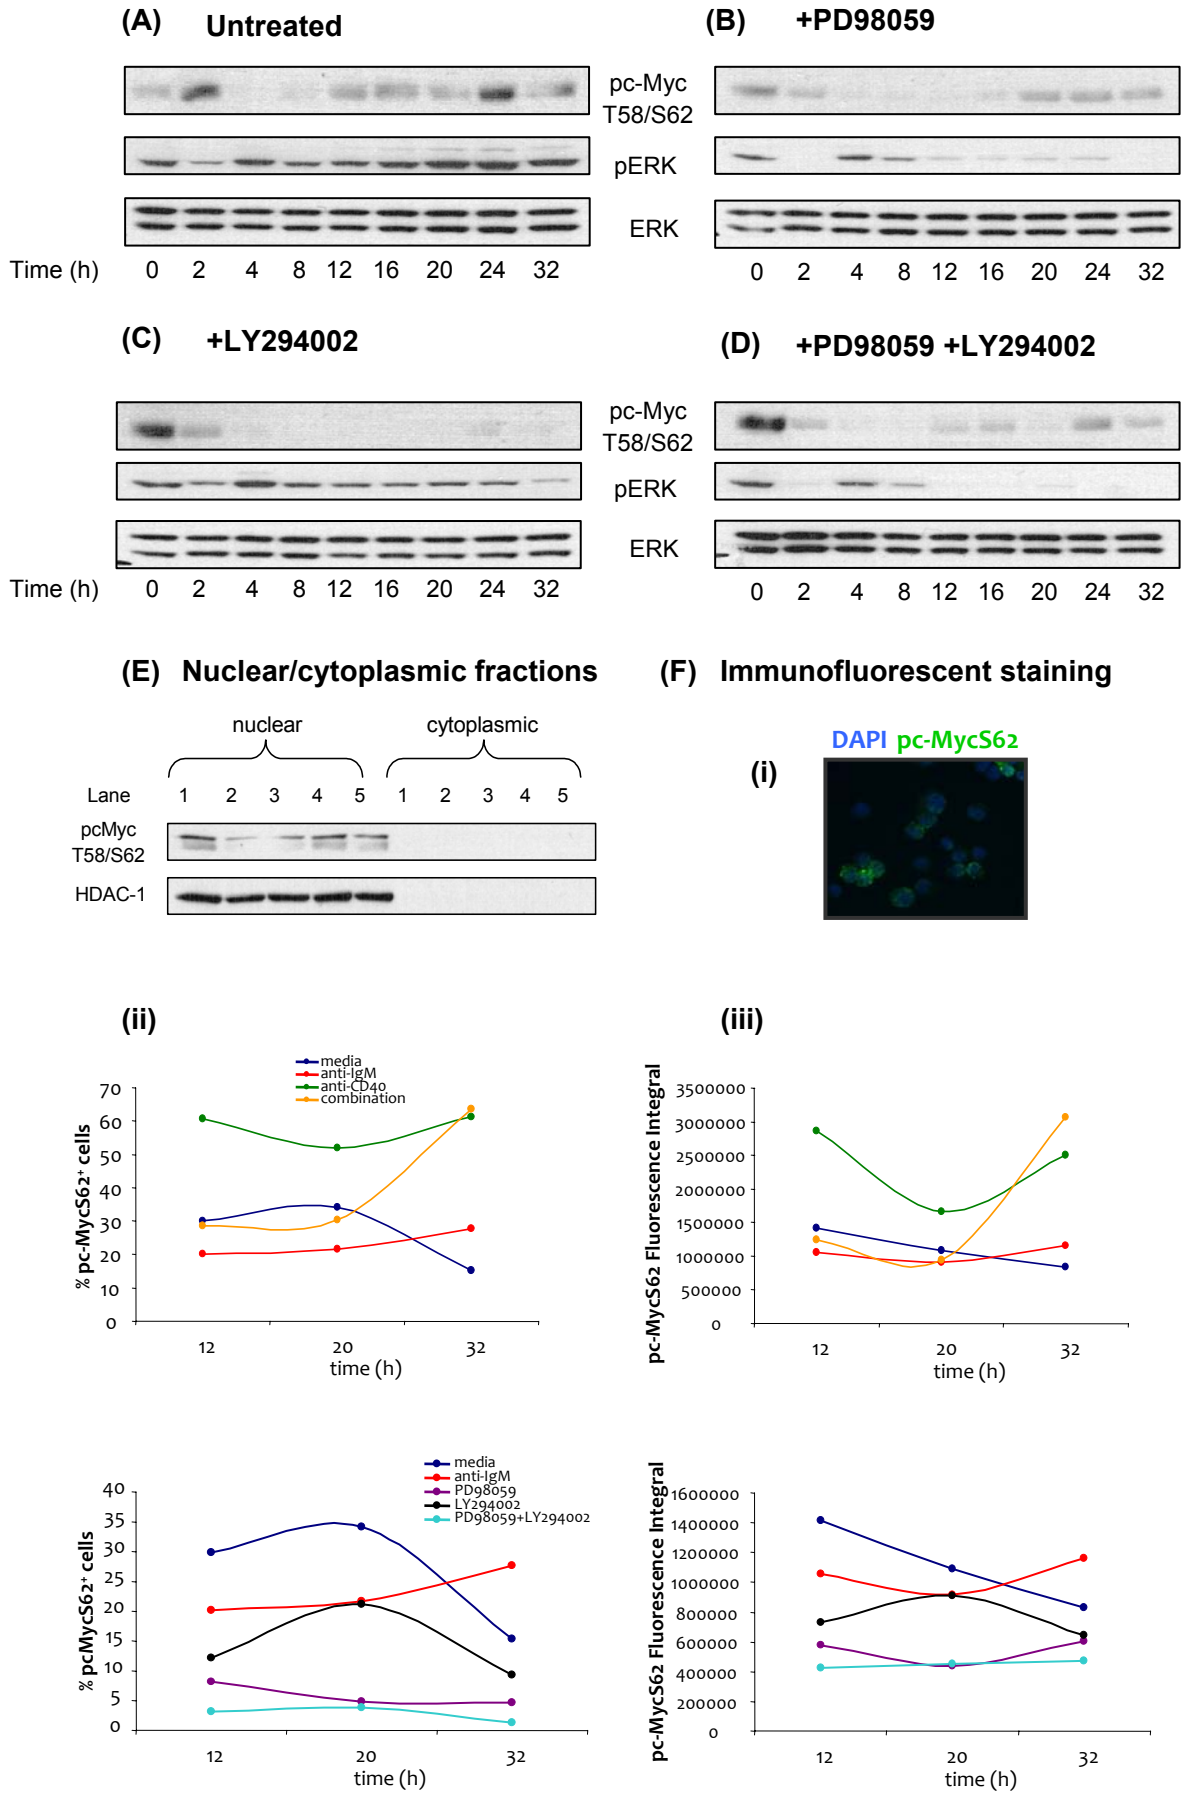 (A) Untreated
(B) +PD98059
pc-Myc
T58/S62
pERK
ERK
Time (h) 0 2 4 8 12 16 20 24 32
0 2 4 8 12 16 20 24 32
(C) +LY294002
(D) +PD98059 +LY294002
pc-Myc
T58/S62
pERK
ERK
Time (h) 0 2 4 8 12 16 20 24 32
0 2 4 8 12 16 20 24 32
(E) Nuclear/cytoplasmic fractions
(F) Immunofluorescent staining
nuclear cytoplasmic
Lane 1 2 3 4 5 1 2 3 4 5
pcMyc
T58/S62
HDAC-1
DAPI pc-MycS62
(i)
(ii)
media
anti-IgM
anti-CD40
combination
% pc-MycS62+ cells
70
60
50
40
30
20
10
0
12 20 32
time (h)
(iii)
pc-MycS62 Fluorescence Integral
3500000
3000000
2500000
2000000
1500000
1000000
500000
0
12 20 32
time (h)
media
anti-IgM
PD98059
LY294002
PD98059+LY294002
% pcMycS62+ cells
40
35
30
25
20
15
10
5
0
12 20 32
time (h)
pc-MycS62 Fluorescence Integral
1600000
1400000
1200000
1000000
800000
600000
400000
200000
0
12 20 32
time (h)